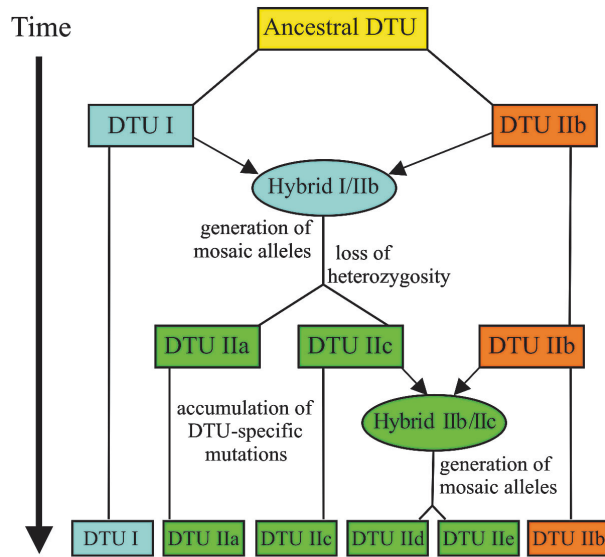 Time
Ancestral DTU
DTU I
DTU IIb
Hybrid I/IIb
generation of
mosaic alleles
loss of
heterozygosity
DTU IIa
DTU IIc
DTU IIb
accumulation of
DTU-specific
mutations
Hybrid IIb/IIc
generation of
mosaic alleles
DTU I
DTU IIa
DTU IIc
DTU IId
DTU IIe
DTU IIb